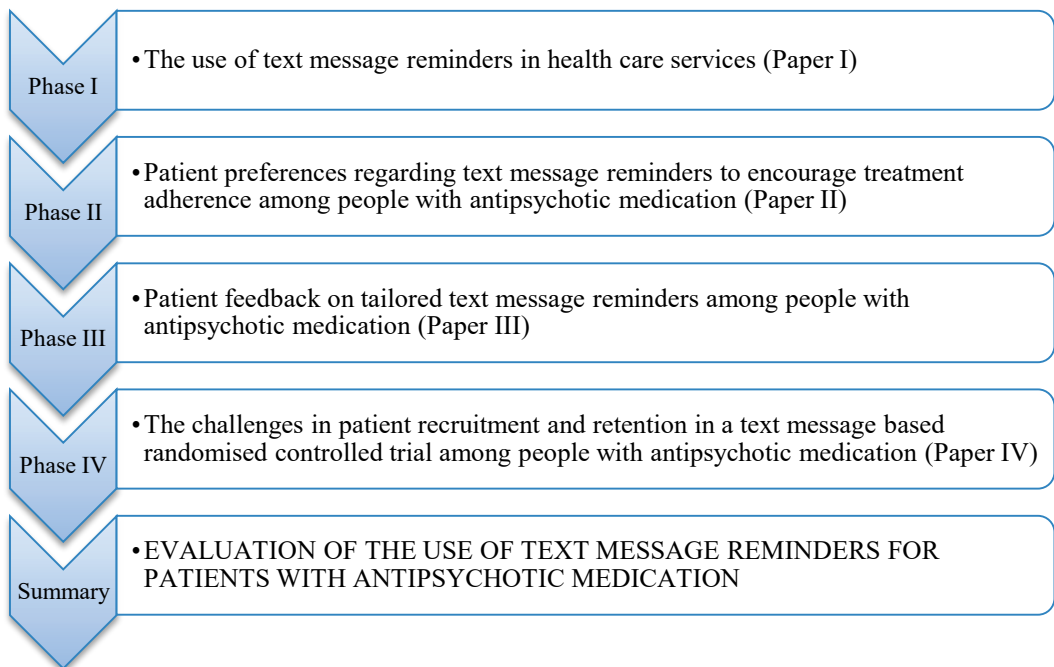 Phase I
•The use of text message reminders in health care services (Paper I)
Phase II
•Patient preferences regarding text message reminders to encourage treatment
adherence among people with antipsychotic medication (Paper II)
Phase III
•Patient feedback on tailored text message reminders among people with
antipsychotic medication (Paper III)
Phase IV
•The challenges in patient recruitment and retention in a text message based
randomised controlled trial among people with antipsychotic medication (Paper IV)
Summary
•EVALUATION OF THE USE OF TEXT MESSAGE REMINDERS FOR
PATIENTS WITH ANTIPSYCHOTIC MEDICATION